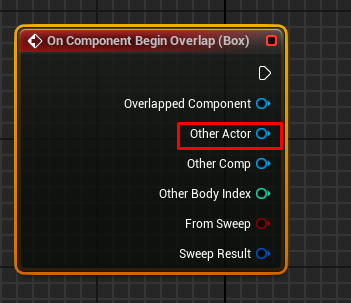 On Component Begin Overlap (Box)
Overlapped Component
Other Actor
Other Comp
Other Body Index
From Sweep
Sweep Result